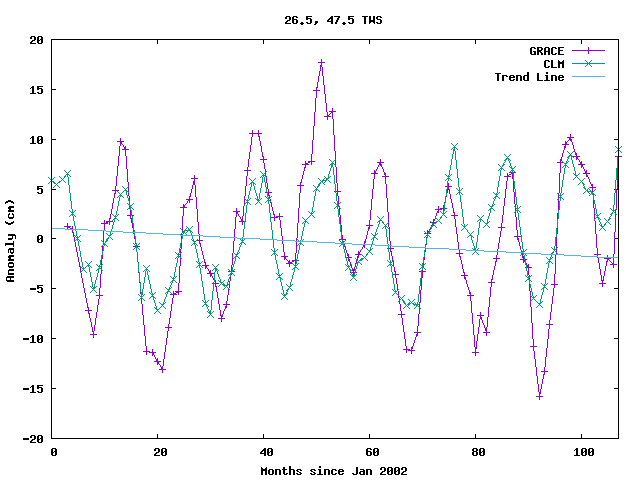 26.5, 47.5 TWS
GRACE
CLM
Trend Line
20
15
10
5
0
-5
-10
-15
-20
Anomaly (cm)
0 20 40 60 80 100
Months since Jan 2002